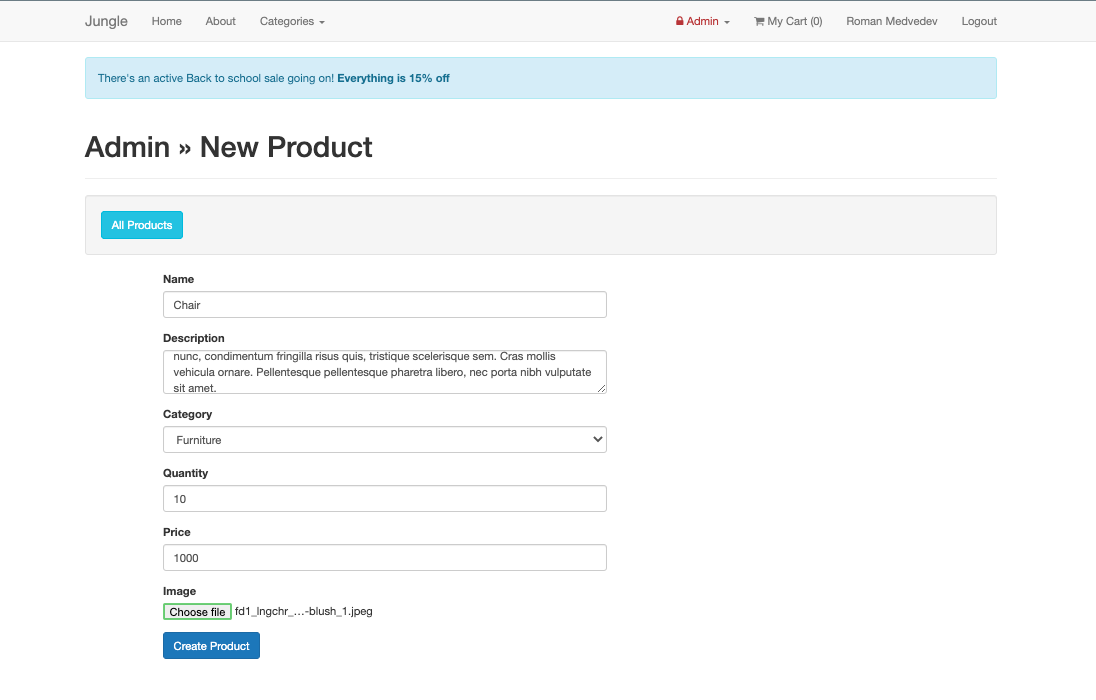 Jungle Home About Categories Admin My Cart (0) Roman Medvedev Logout
There's an active Back to school sale going on! Everything is 15% off
Admin » New Product
All Products
Name
Chair
Description
nunc, condimentum fringilla risus quis, tristique scelerisque sem. Cras mollis
vehicula ornare. Pellentesque pellentesque pharetra libero, nec porta nibh vulputate
sit amet.
Category
Furniture
Quantity
10
Price
1000
Image
Choose file fd1_lngchr_...-blush_1.jpeg
Create Product